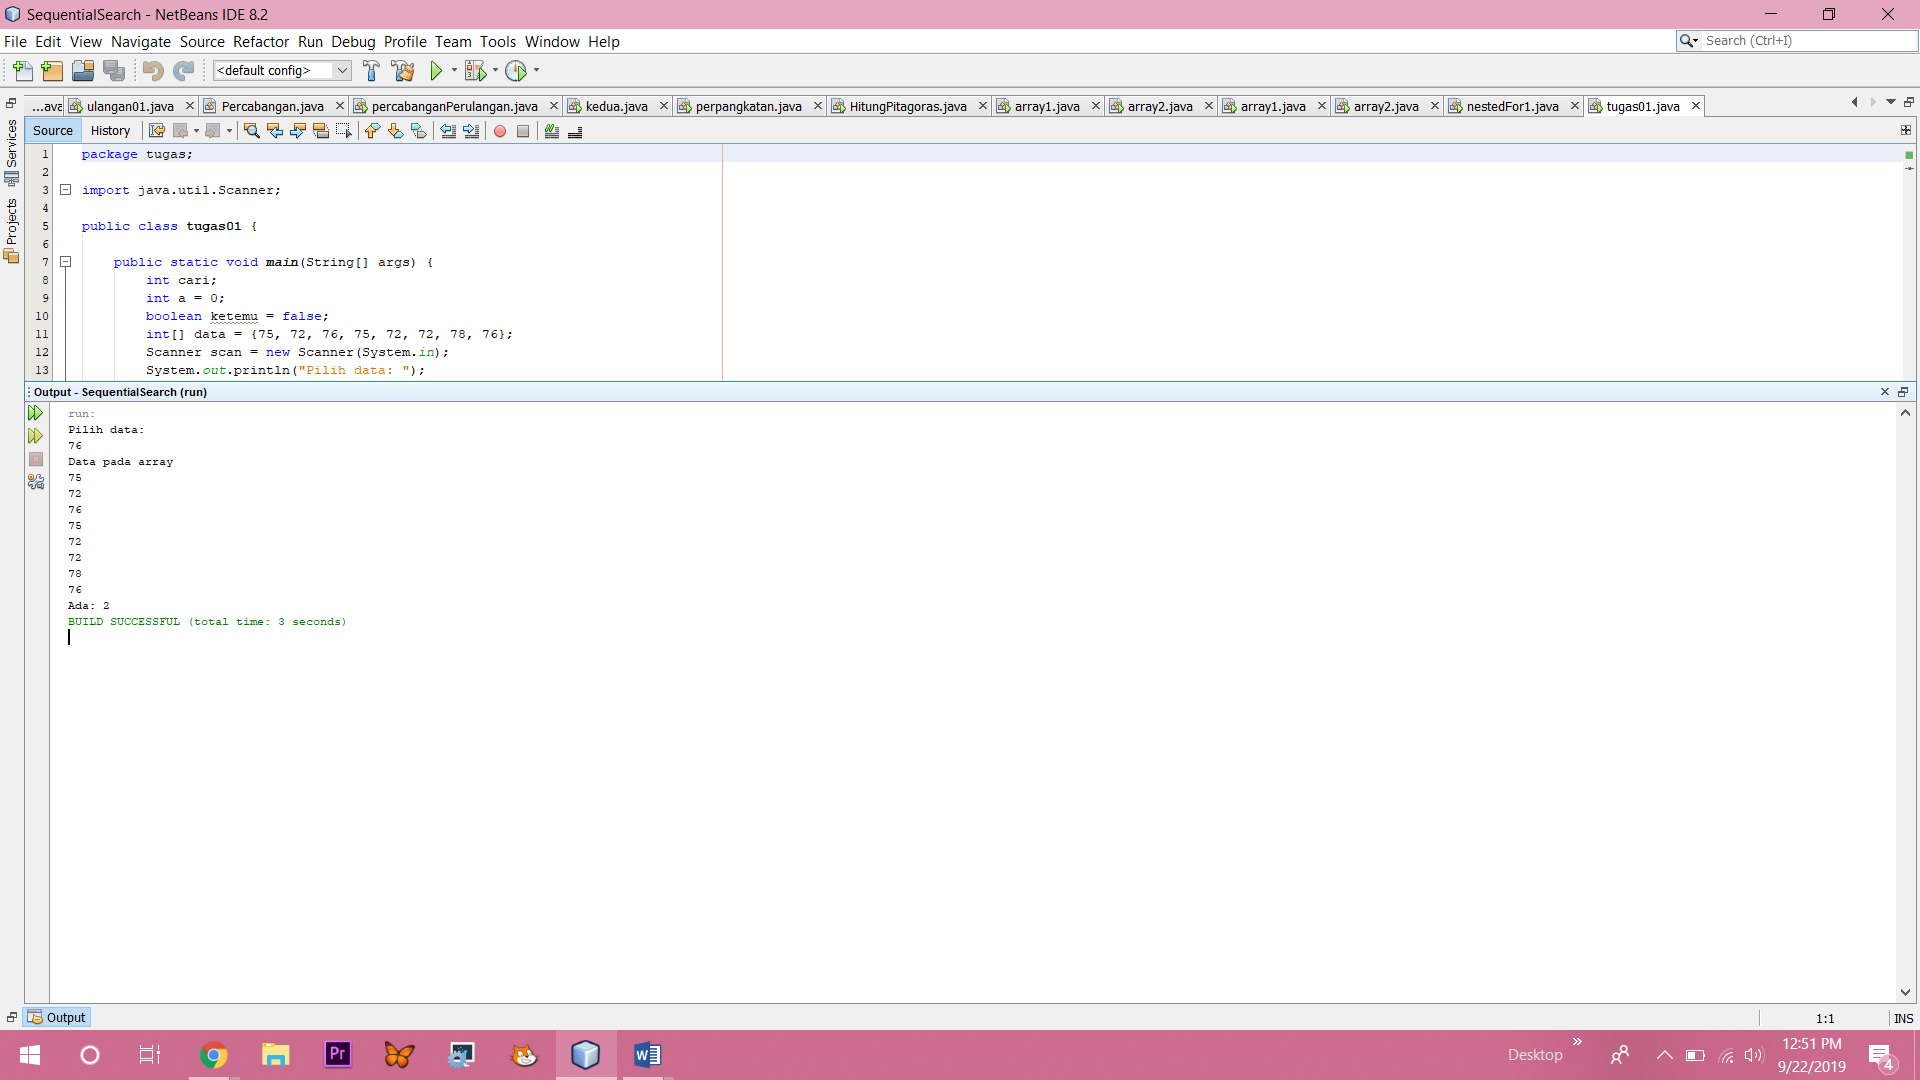 SequentialSearch - NetBeans IDE 8.2
File Edit View Navigate Source Refactor Run Debug Profile Team Tools Window Help
Search (Ctrl+I)
<default config>
...ava ulangan01.java Percabangan.java percabanganPerulangan.java kedua.java perpangkatan.java HitungPitagoras.java array1.java array2.java array1.java array2.java nestedFor1.java tugas01.java
Source History
Services
Projects
1 package tugas;
2
3 import java.util.Scanner;
4
5 public class tugas01 {
6
7 public static void main(String[] args) {
8 int cari;
9 int a = 0;
10 boolean ketemu = false;
11 int[] data = {75, 72, 76, 75, 72, 72, 78, 76};
12 Scanner scan = new Scanner(System.in);
13 System.out.println("Pilih data: ");
Output - SequentialSearch (run)
run:
Pilih data:
76
Data pada array
75
72
76
75
72
72
78
76
Ada: 2
BUILD SUCCESSFUL (total time: 3 seconds)
Output
1:1 INS
Pr
Desktop
12:51 PM
9/22/2019
4